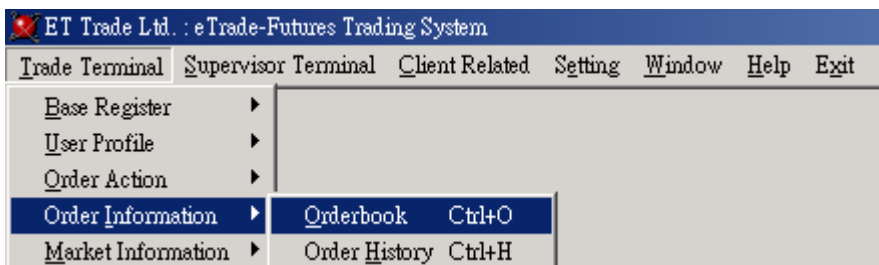 ET Trade Ltd. : eTrade-Futures Trading System
Trade Terminal Supervisor Terminal Client Related Setting Window Help Exit
Base Register
User Profile
Order Action
Order Information Orderbook Ctrl+O
Market Information Order History Ctrl+H